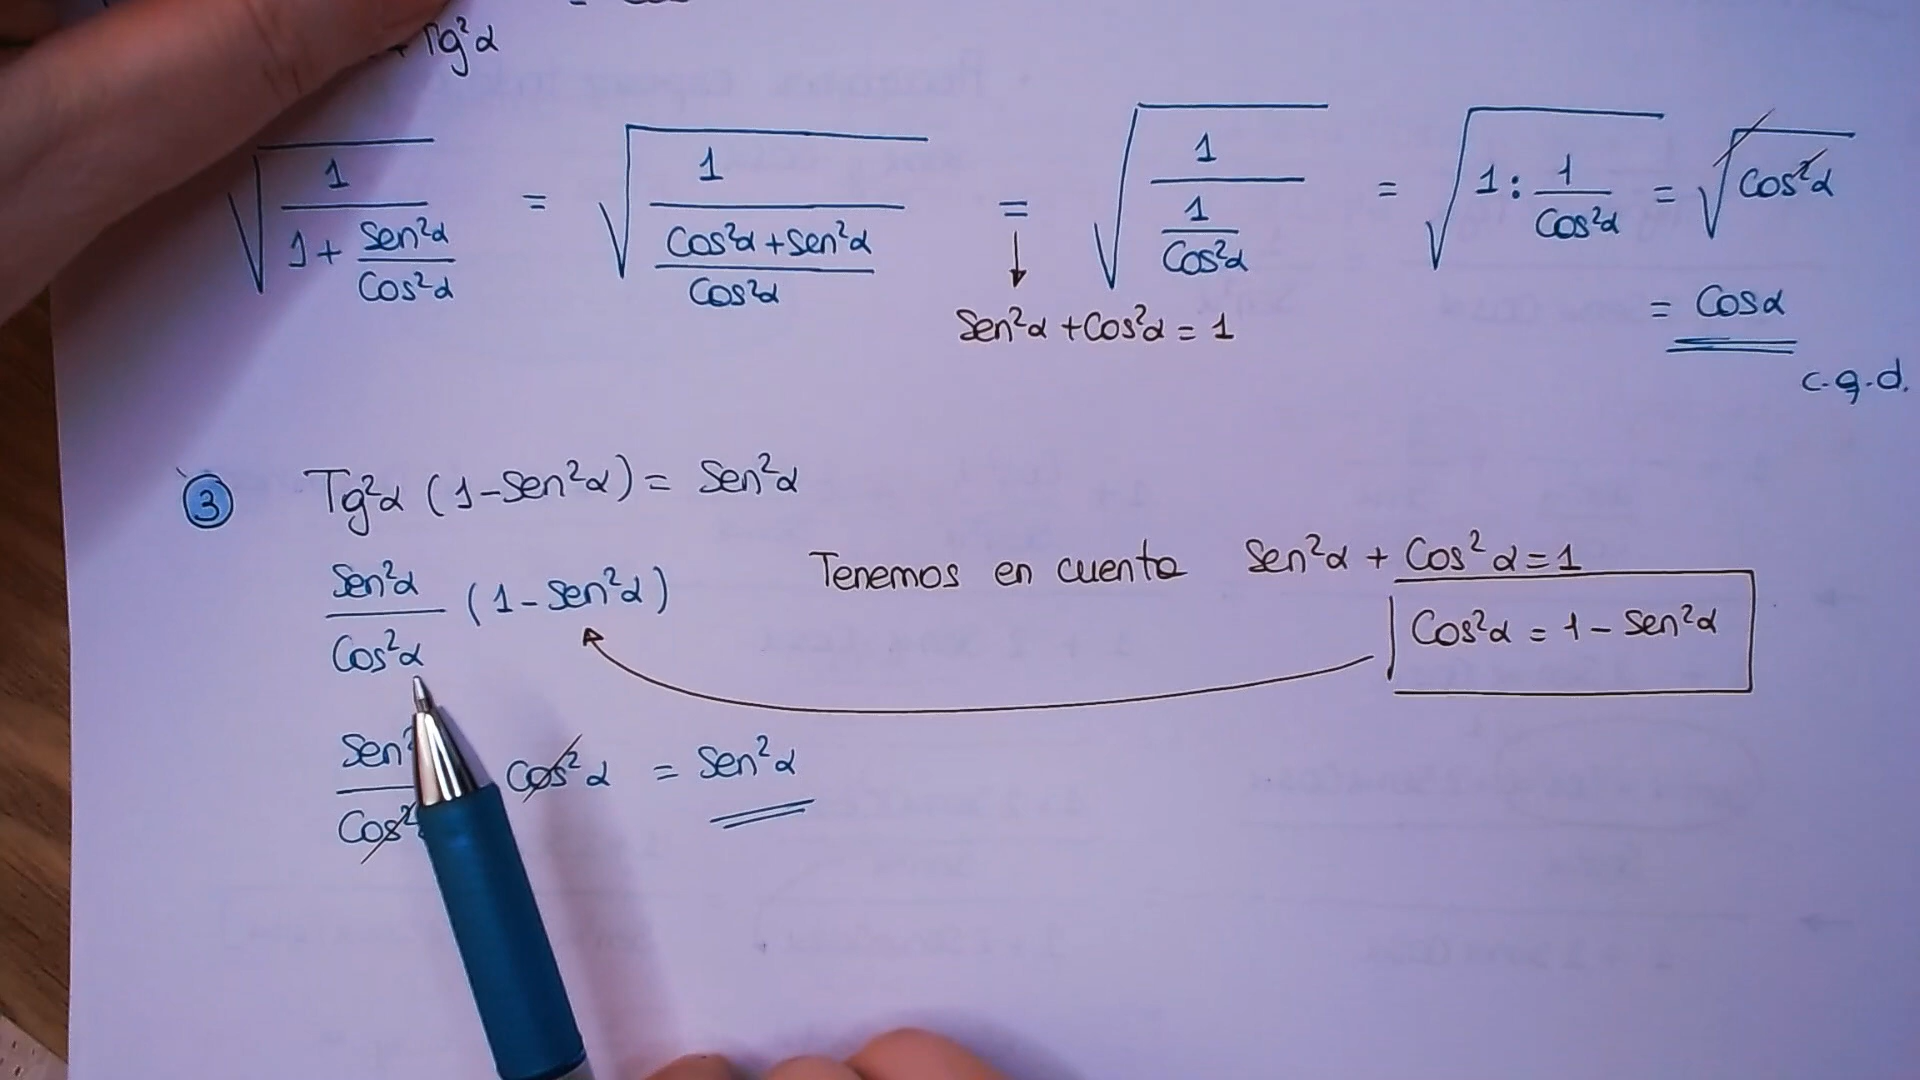 Tg²α
√(1/(1 + Sen²α/Cos²α)) = √(1/((Cos²α + Sen²α)/Cos²α)) = √(1/(1/Cos²α)) = √(1 : 1/Cos²α) = √(Cos²α)
Sen²α + Cos²α = 1
= Cosα
c.q.d.
3 Tg²α (1 - Sen²α) = Sen²α
Sen²α/Cos²α (1 - Sen²α) Tenemos en cuenta Sen²α + Cos²α = 1
Cos²α = 1 - Sen²α
Sen²/Cos² Cos²α = Sen²α